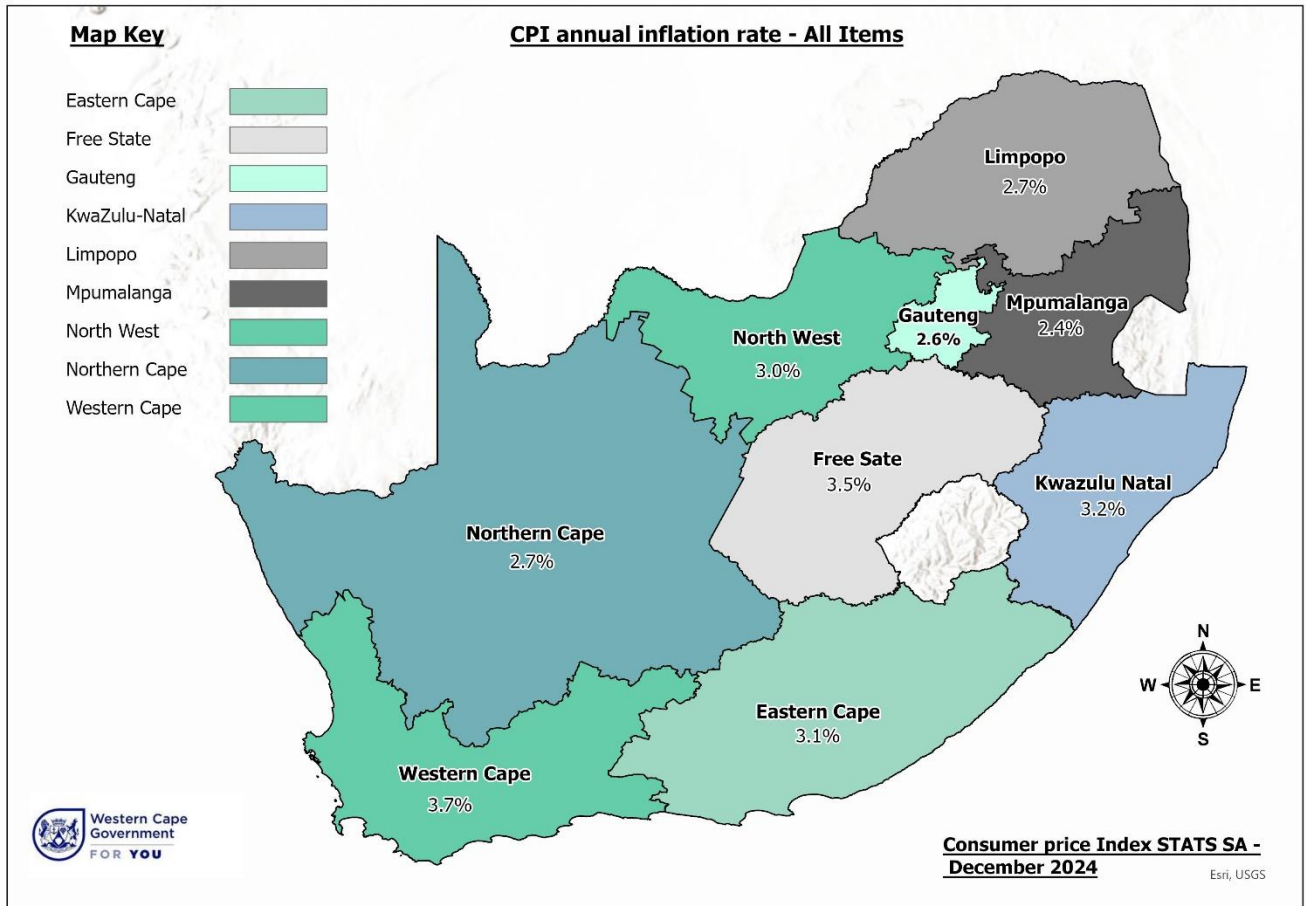 Map Key
CPI annual inflation rate - All Items
Eastern Cape
Free State
Gauteng
KwaZulu-Natal
Limpopo
Mpumalanga
North West
Northern Cape
Western Cape
Limpopo
2.7%
Mpumalanga
2.4%
Gauteng
2.6%
North West
3.0%
Free Sate
3.5%
Kwazulu Natal
3.2%
Northern Cape
2.7%
Eastern Cape
3.1%
Western Cape
3.7%
N
W
E
S
Western Cape
Government
FOR YOU
Consumer price Index STATS SA -
December 2024
Esri, USGS